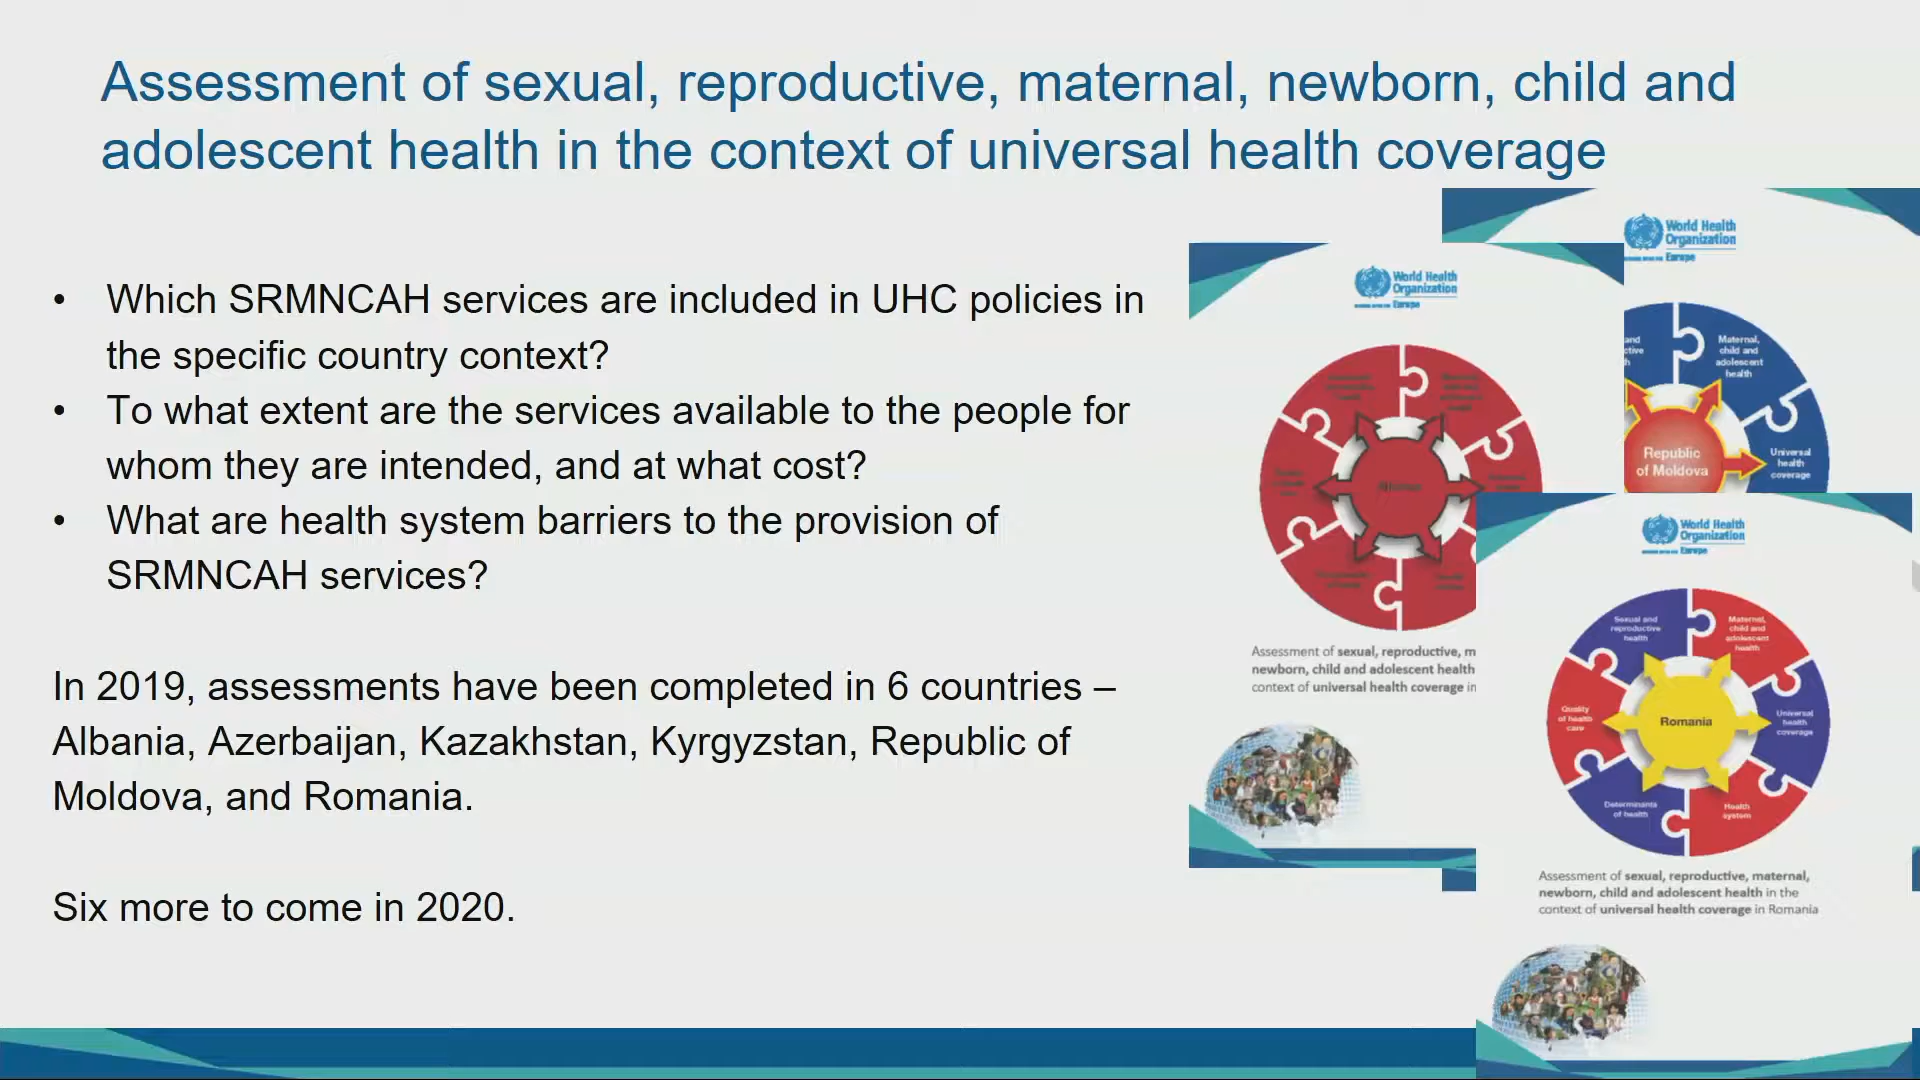 Assessment of sexual, reproductive, maternal, newborn, child and
adolescent health in the context of universal health coverage
• Which SRMNCAH services are included in UHC policies in
the specific country context?
• To what extent are the services available to the people for
whom they are intended, and at what cost?
• What are health system barriers to the provision of
SRMNCAH services?
In 2019, assessments have been completed in 6 countries –
Albania, Azerbaijan, Kazakhstan, Kyrgyzstan, Republic of
Moldova, and Romania.
Six more to come in 2020.
World Health
Organization
Europe
Assessment of sexual, reproductive, m
newborn, child and adolescent health
context of universal health coverage in
World Health
Organization
Europe
Maternal,
child and
adolescent
health
Republic
of Moldova
Universal
health
coverage
World Health
Organization
Europe
Sexual and
reproductive
health
Maternal,
child and
adolescent
health
Quality
of health
care
Romania
Universal
health
coverage
Determinants
of health
Health
system
Assessment of sexual, reproductive, maternal,
newborn, child and adolescent health in the
context of universal health coverage in Romania